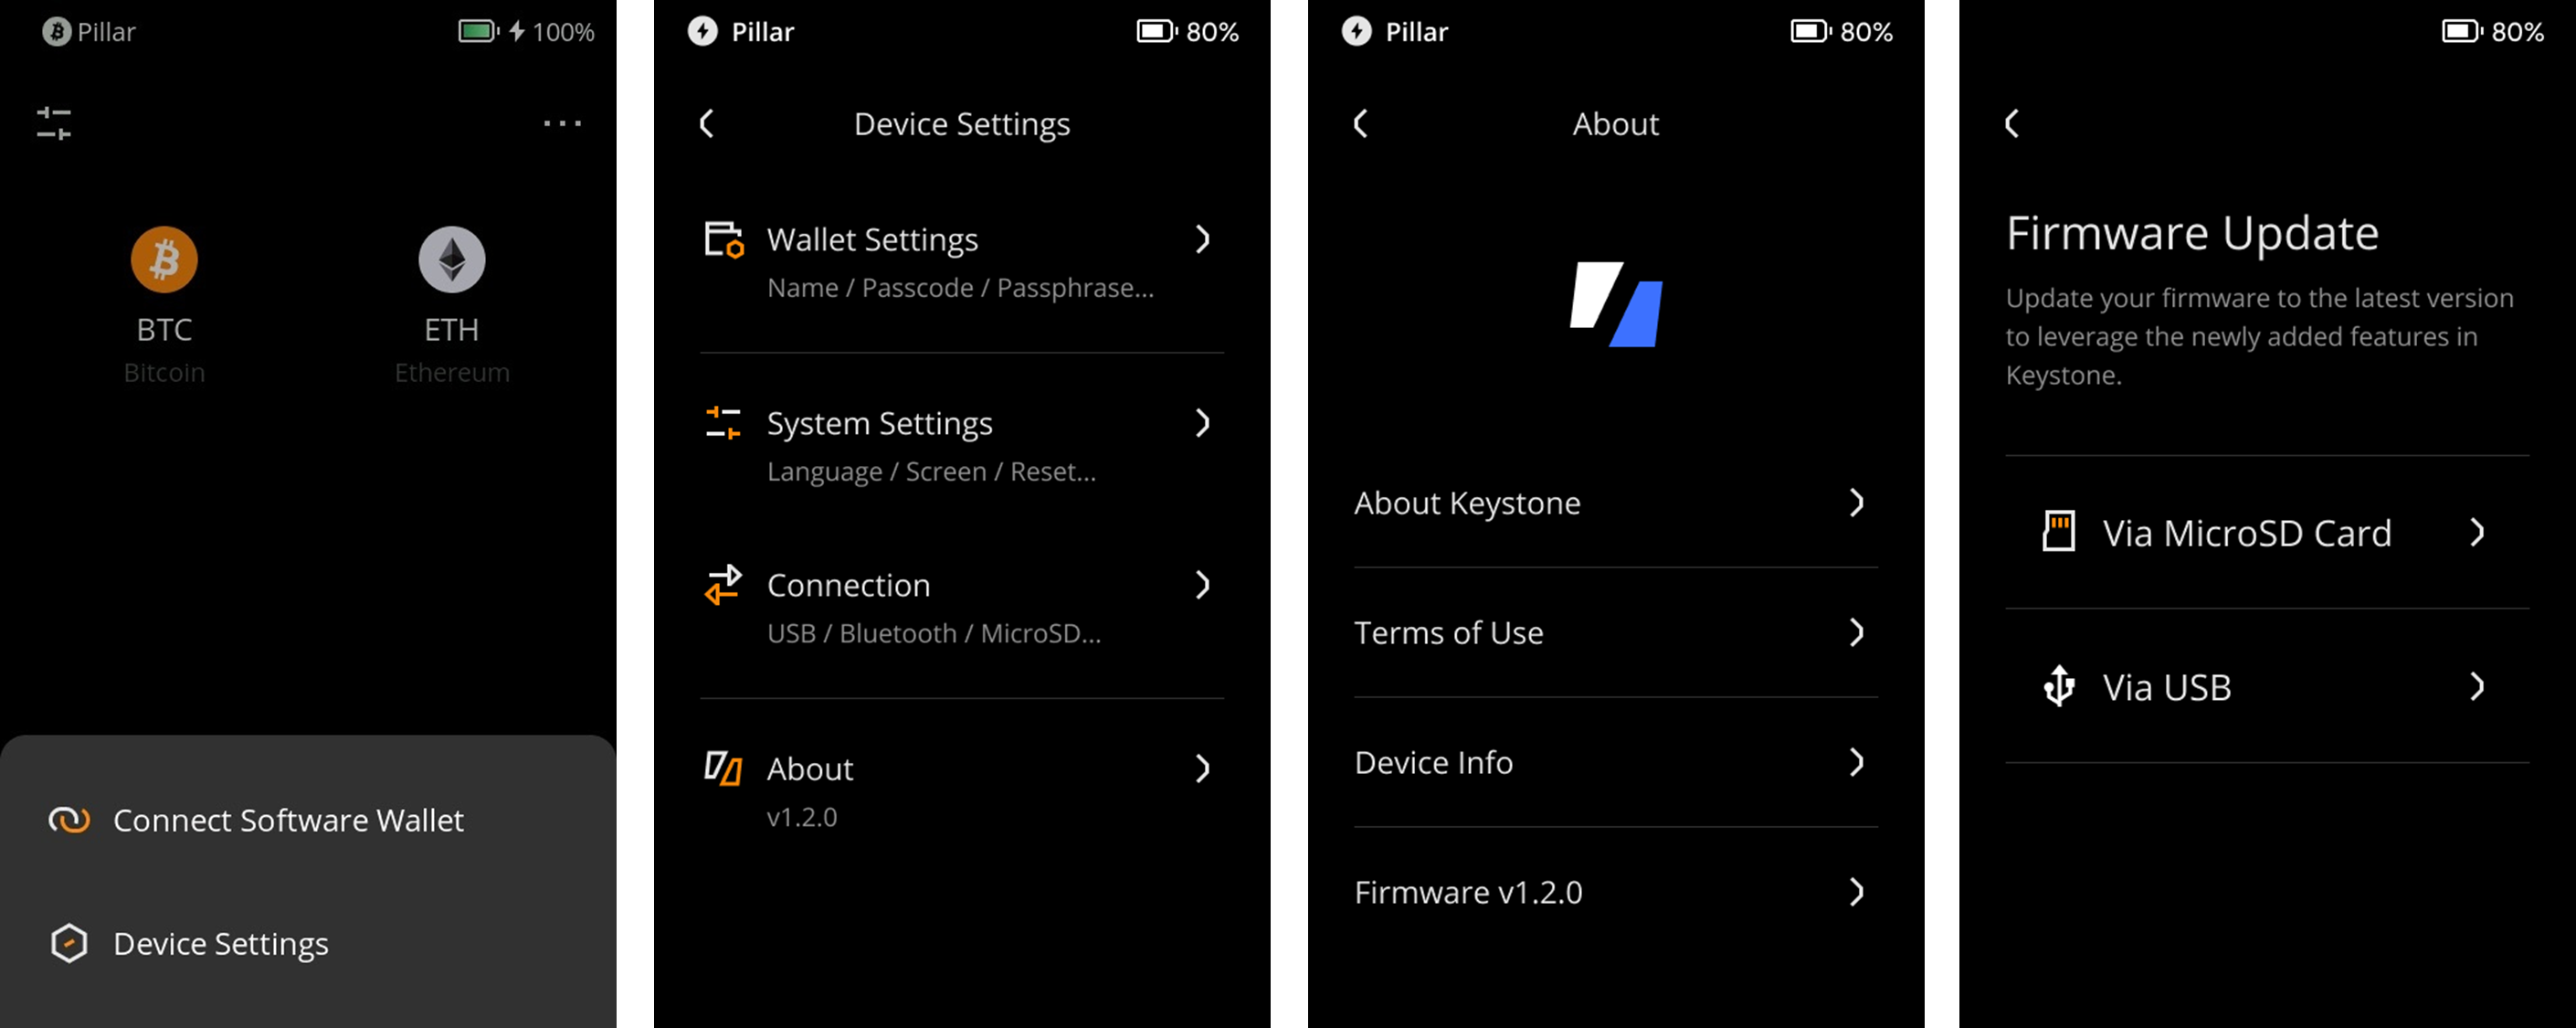 Pillar
100%
...
BTC
Bitcoin
ETH
Ethereum
Connect Software Wallet
Device Settings
Pillar
80%
Device Settings
Wallet Settings
Name / Passcode / Passphrase...
System Settings
Language / Screen / Reset...
Connection
USB / Bluetooth / MicroSD...
About
v1.2.0
Pillar
80%
About
About Keystone
Terms of Use
Device Info
Firmware v1.2.0
80%
Firmware Update
Update your firmware to the latest version
to leverage the newly added features in
Keystone.
Via MicroSD Card
Via USB